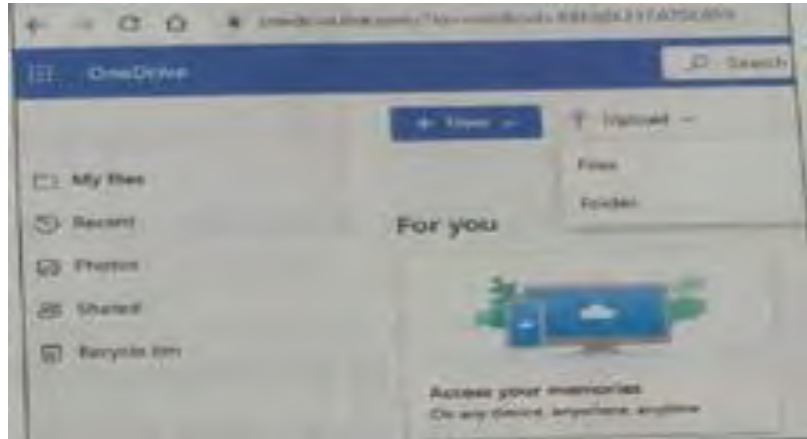 OneDrive
Search
+ New
Upload
Files
Folder
My files
Recent
For you
Photos
Shared
Recycle bin
Access your memories
On any device, anywhere, anytime